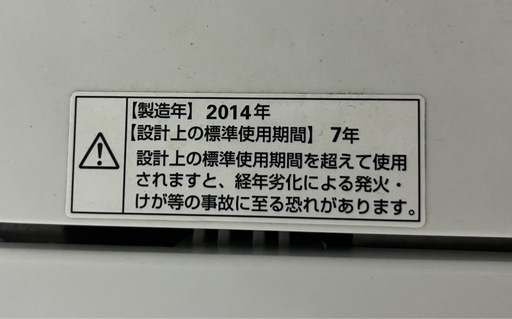 【製造年】 2014年
【設計上の標準使用期間】 7年
設計上の標準使用期間を超えて使用
されますと、経年劣化による発火・
けが等の事故に至る恐れがあります。